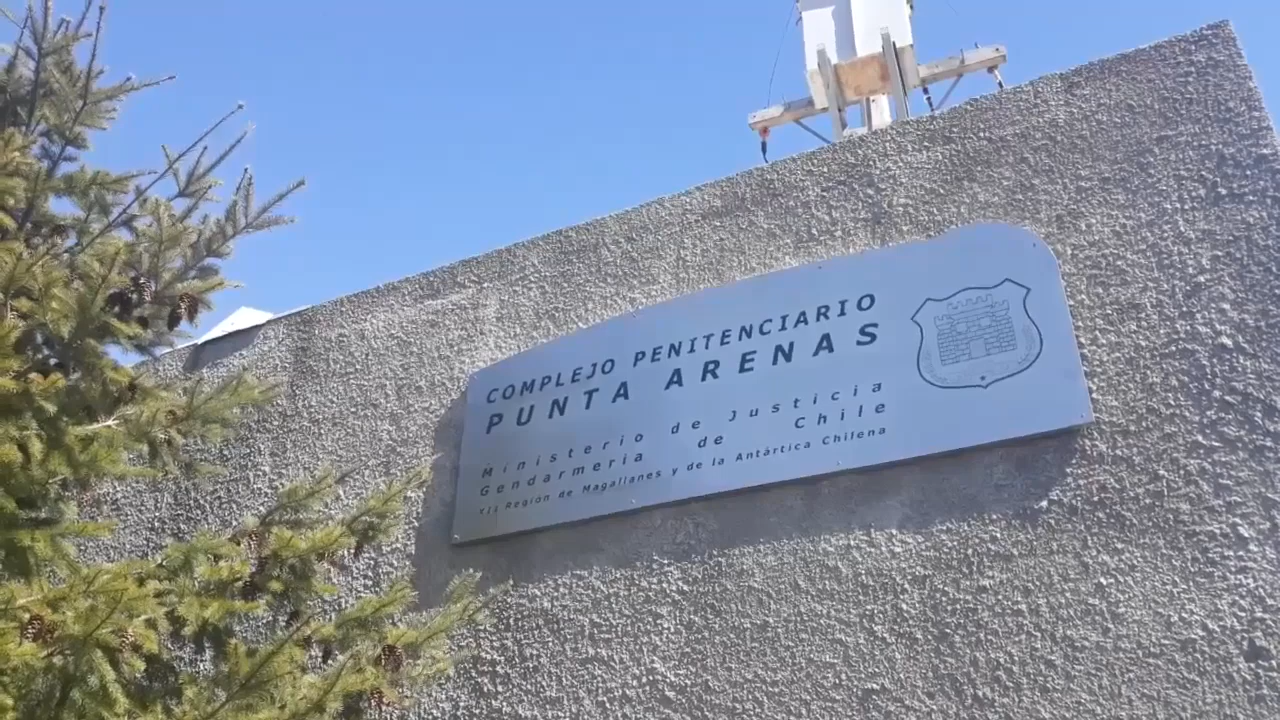 COMPLEJO PENITENCIARIO
PUNTA ARENAS
Ministerio de Justicia
Gendarmeria de Chile
XII Región de Magallanes y de la Antártica Chilena